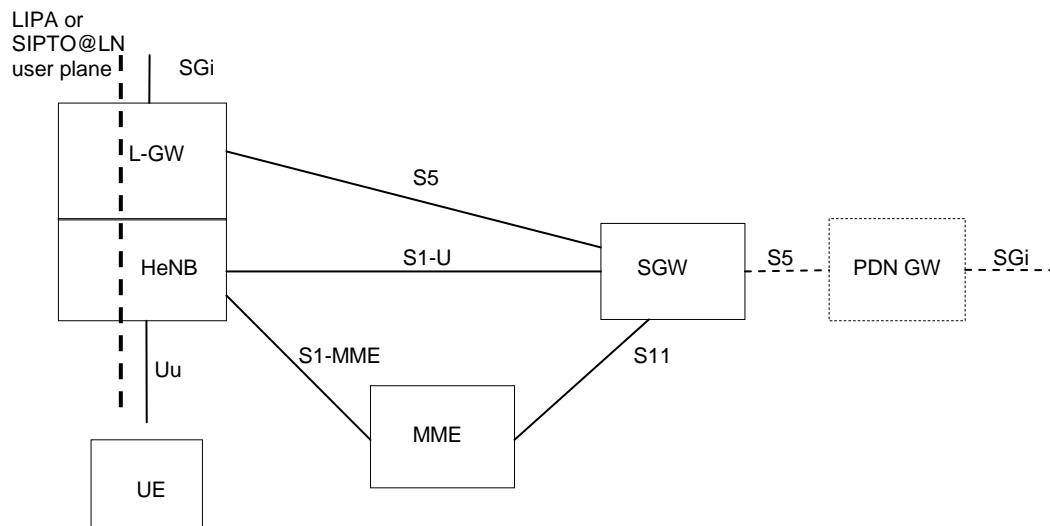 LIPA or
SIPTO@LN
user plane
SGi
L-GW
S5
HeNB
S1-U
SGW
S5
PDN GW
SGi
Uu
S1-MME
S11
MME
UE